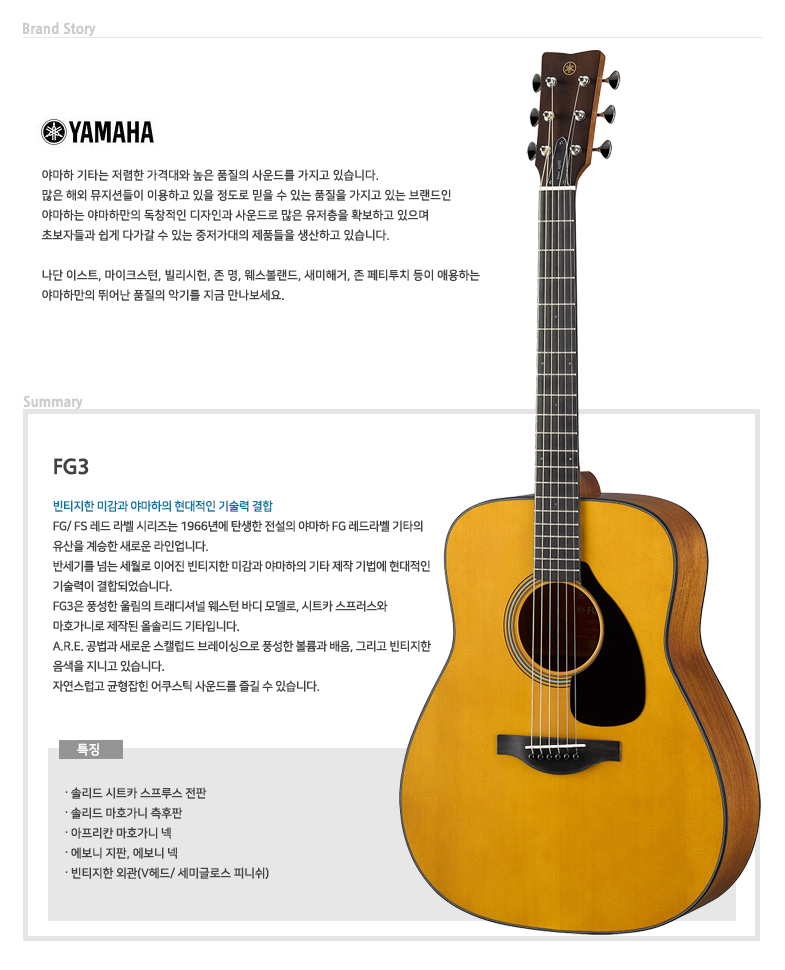 Brand Story
YAMAHA
야마하 기타는 저렴한 가격대와 높은 품질의 사운드를 가지고 있습니다.
많은 해외 뮤지션들이 이용하고 있을 정도로 믿을 수 있는 품질을 가지고 있는 브랜드인
야마하는 야마하만의 독창적인 디자인과 사운드로 많은 유저층을 확보하고 있으며
초보자들과 쉽게 다가갈 수 있는 중저가대의 제품들을 생산하고 있습니다.
나단 이스트, 마이크스턴, 빌리시헌, 존 명, 웨스볼랜드, 새미해거, 존 페티투치 등이 애용하는
야마하만의 뛰어난 품질의 악기를 지금 만나보세요.
Summary
FG3
빈티지한 미감과 야마하의 현대적인 기술력 결합
FG/ FS 레드 라벨 시리즈는 1966년에 탄생한 전설의 야마하 FG 레드라벨 기타의
유산을 계승한 새로운 라인업니다.
반세기를 넘는 세월로 이어진 빈티지한 미감과 야마하의 기타 제작 기법에 현대적인
기술력이 결합되었습니다.
FG3은 풍성한 울림의 트래디셔널 웨스턴 바디 모델로, 시트카 스프러스와
마호가니로 제작된 올솔리드 기타입니다.
A.R.E. 공법과 새로운 스캘럽드 브레이싱으로 풍성한 볼륨과 배음, 그리고 빈티지한
음색을 지니고 있습니다.
자연스럽고 균형잡힌 어쿠스틱 사운드를 즐길 수 있습니다.
특징
· 솔리드 시트카 스프루스 전판
· 솔리드 마호가니 측후판
· 아프리칸 마호가니 넥
· 에보니 지판, 에보니 넥
· 빈티지한 외관(V헤드/ 세미글로스 피니쉬)